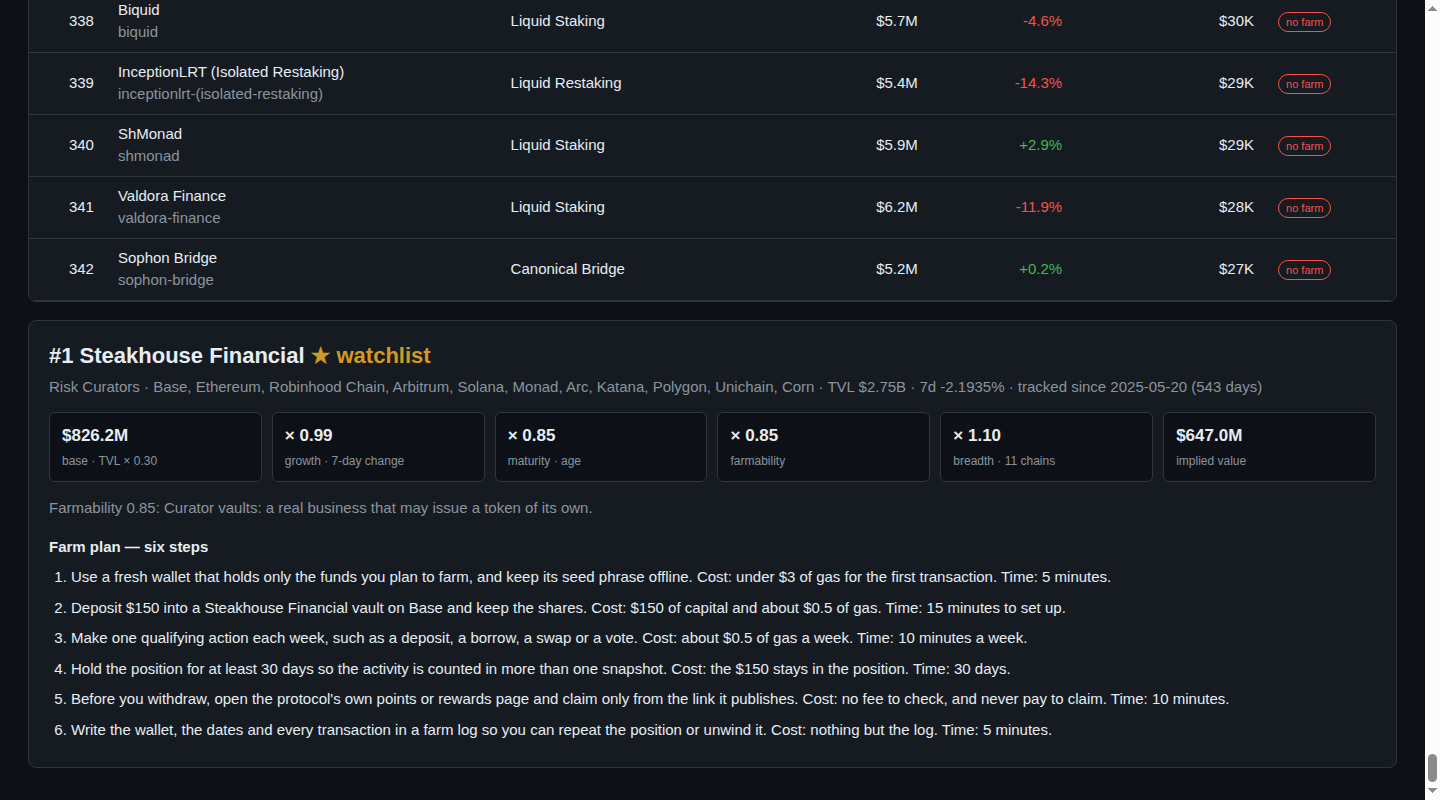 338 Biquid Liquid Staking $5.7M -4.6% $30K no farm
biquid
339 InceptionLRT (Isolated Restaking) Liquid Restaking $5.4M -14.3% $29K no farm
inceptionlrt-(isolated-restaking)
340 ShMonad Liquid Staking $5.9M +2.9% $29K no farm
shmonad
341 Valdora Finance Liquid Staking $6.2M -11.9% $28K no farm
valdora-finance
342 Sophon Bridge Canonical Bridge $5.2M +0.2% $27K no farm
sophon-bridge
#1 Steakhouse Financial ★ watchlist
Risk Curators · Base, Ethereum, Robinhood Chain, Arbitrum, Solana, Monad, Arc, Katana, Polygon, Unichain, Corn · TVL $2.75B · 7d -2.1935% · tracked since 2025-05-20 (543 days)
$826.2M × 0.99 × 0.85 × 0.85 × 1.10 $647.0M
base · TVL × 0.30 growth · 7-day change maturity · age farmability breadth · 11 chains implied value
Farmability 0.85: Curator vaults: a real business that may issue a token of its own.
Farm plan — six steps
1. Use a fresh wallet that holds only the funds you plan to farm, and keep its seed phrase offline. Cost: under $3 of gas for the first transaction. Time: 5 minutes.
2. Deposit $150 into a Steakhouse Financial vault on Base and keep the shares. Cost: $150 of capital and about $0.5 of gas. Time: 15 minutes to set up.
3. Make one qualifying action each week, such as a deposit, a borrow, a swap or a vote. Cost: about $0.5 of gas a week. Time: 10 minutes a week.
4. Hold the position for at least 30 days so the activity is counted in more than one snapshot. Cost: the $150 stays in the position. Time: 30 days.
5. Before you withdraw, open the protocol's own points or rewards page and claim only from the link it publishes. Cost: no fee to check, and never pay to claim. Time: 10 minutes.
6. Write the wallet, the dates and every transaction in a farm log so you can repeat the position or unwind it. Cost: nothing but the log. Time: 5 minutes.